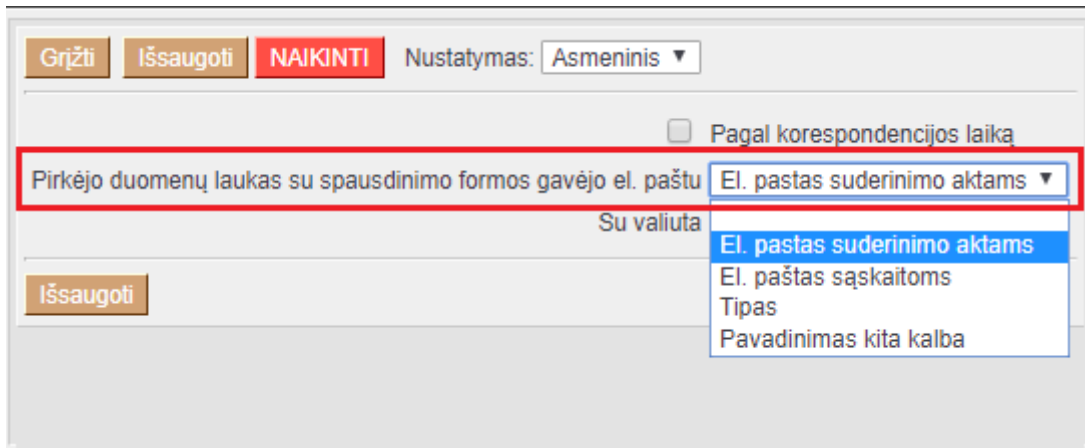 Grįžti Išsaugoti NAIKINTI Nustatymas: Asmeninis
Pagal korespondencijos laiką
Pirkėjo duomenų laukas su spausdinimo formos gavėjo el. paštu El. pastas suderinimo aktams
Su valiuta
El. pastas suderinimo aktams
El. paštas sąskaitoms
Tipas
Pavadinimas kita kalba
Išsaugoti